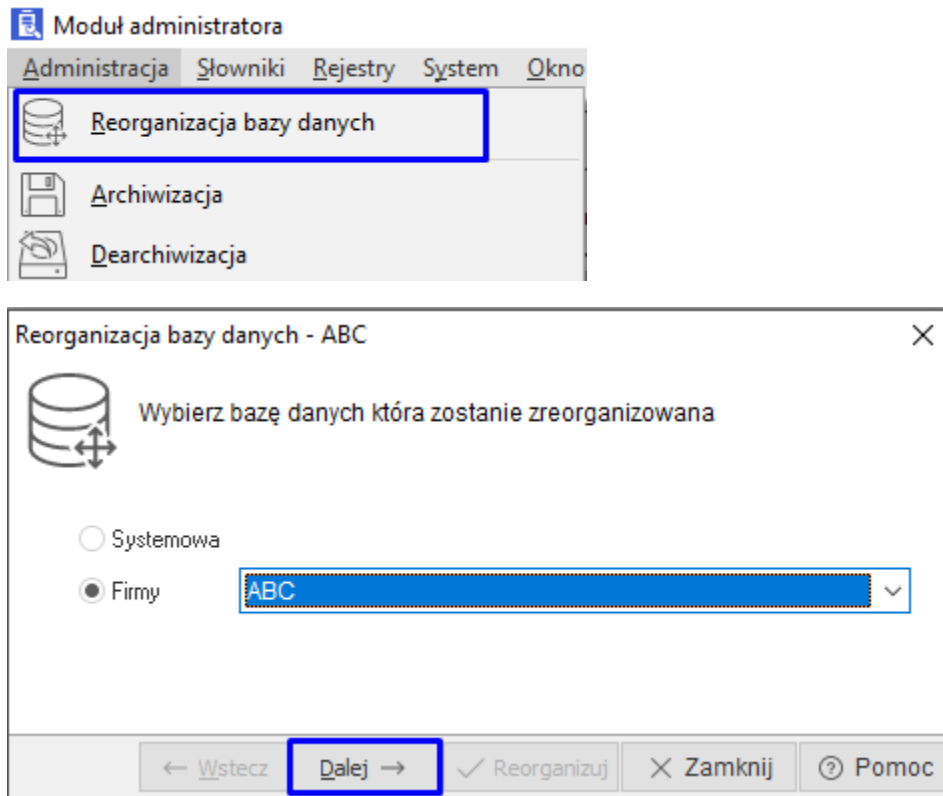 Moduł administratora
Administracja Słowniki Rejestry System Okno
Reorganizacja bazy danych
Archiwizacja
Dearchiwizacja
Reorganizacja bazy danych - ABC
Wybierz bazę danych która zostanie zreorganizowana
Systemowa
Firmy ABC
← Wstecz Dalej → Reorganizuj Zamknij Pomoc